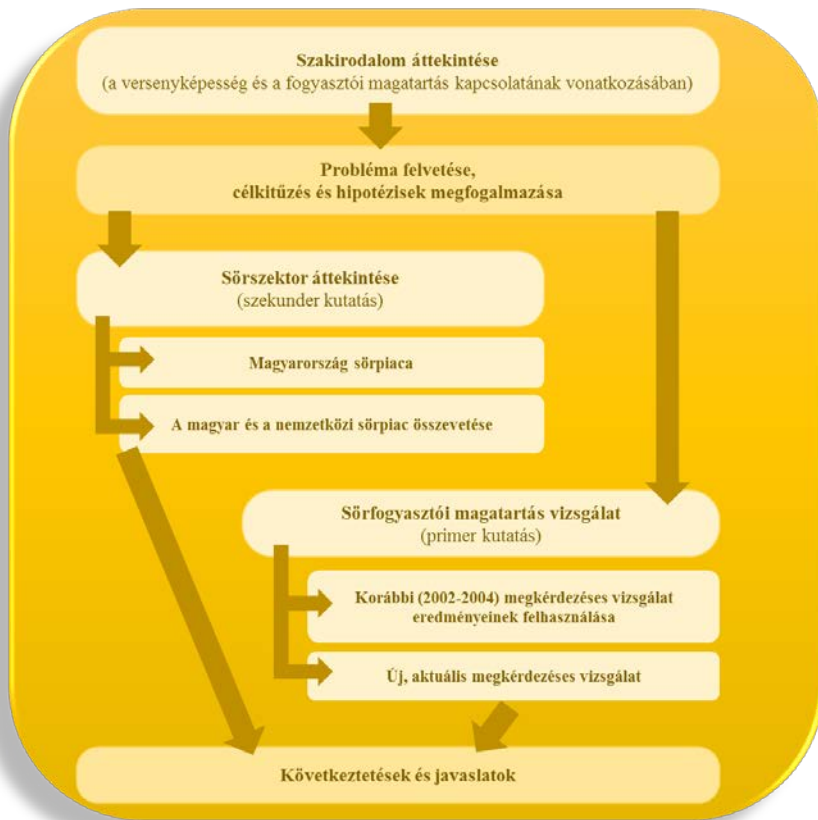 Szakirodalom áttekintése
(a versenyképesség és a fogyasztói magatartás kapcsolatának vonatkozásában)
Probléma felvetése,
célkitűzés és hipotézisek megfogalmazása
Sörszektor áttekintése
(szekunder kutatás)
Magyarország sörpiaca
A magyar és a nemzetközi sörpiac összevetése
Sörfogyasztói magatartás vizsgálat
(primer kutatás)
Korábbi (2002-2004) megkérdezéses vizsgálat
eredményeinek felhasználása
Új, aktuális megkérdezéses vizsgálat
Következtetések és javaslatok